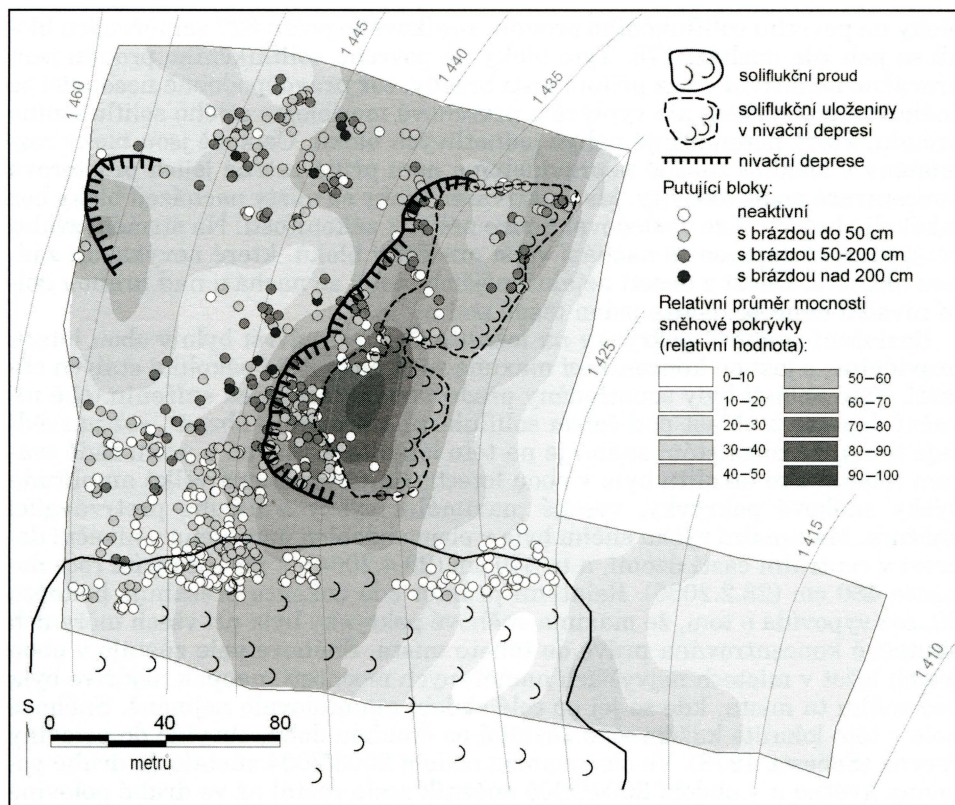 1 460
1 445
1 440
1 435
1 425
1 415
1 410
soliflukční proud
soliflukční uloženiny
v nivační depresi
nivační deprese
Putující bloky:
neaktivní
s brázdou do 50 cm
s brázdou 50-200 cm
s brázdou nad 200 cm
Relativní průměr mocnosti
sněhové pokrývky
(relativní hodnota):
0–10
10–20
20–30
30–40
40–50
50–60
60–70
70–80
80–90
90–100
S
0 40 80
metrů